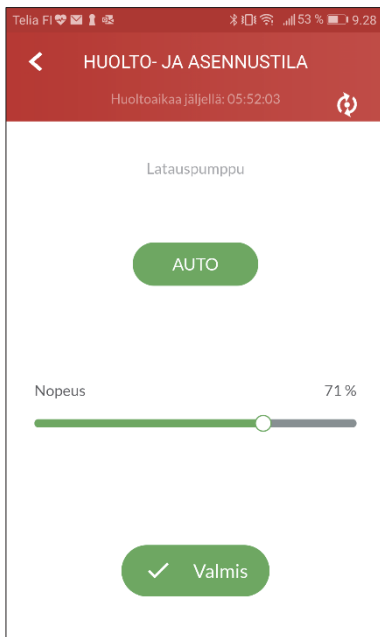 Telia FI 53 % 9.28
HUOLTO- JA ASENNUSTILA
Huoltoaikaa jäljellä: 05:52:03
Latauspumppu
AUTO
Nopeus 71 %
Valmis